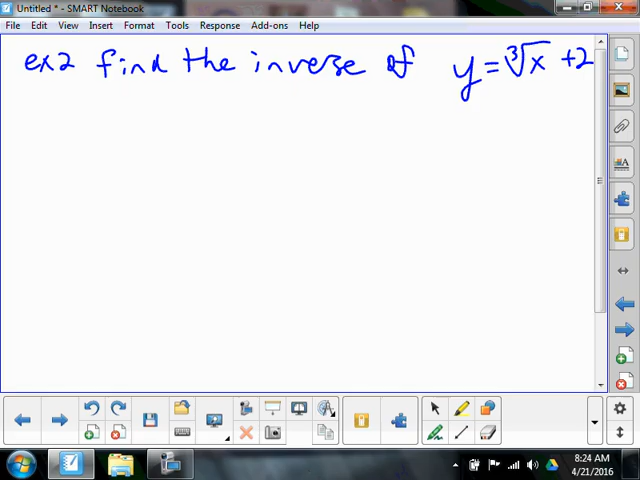 Untitled * - SMART Notebook
File Edit View Insert Format Tools Response Add-ons Help
ex2 find the inverse of y = ∛x +2
8:24 AM
4/21/2016